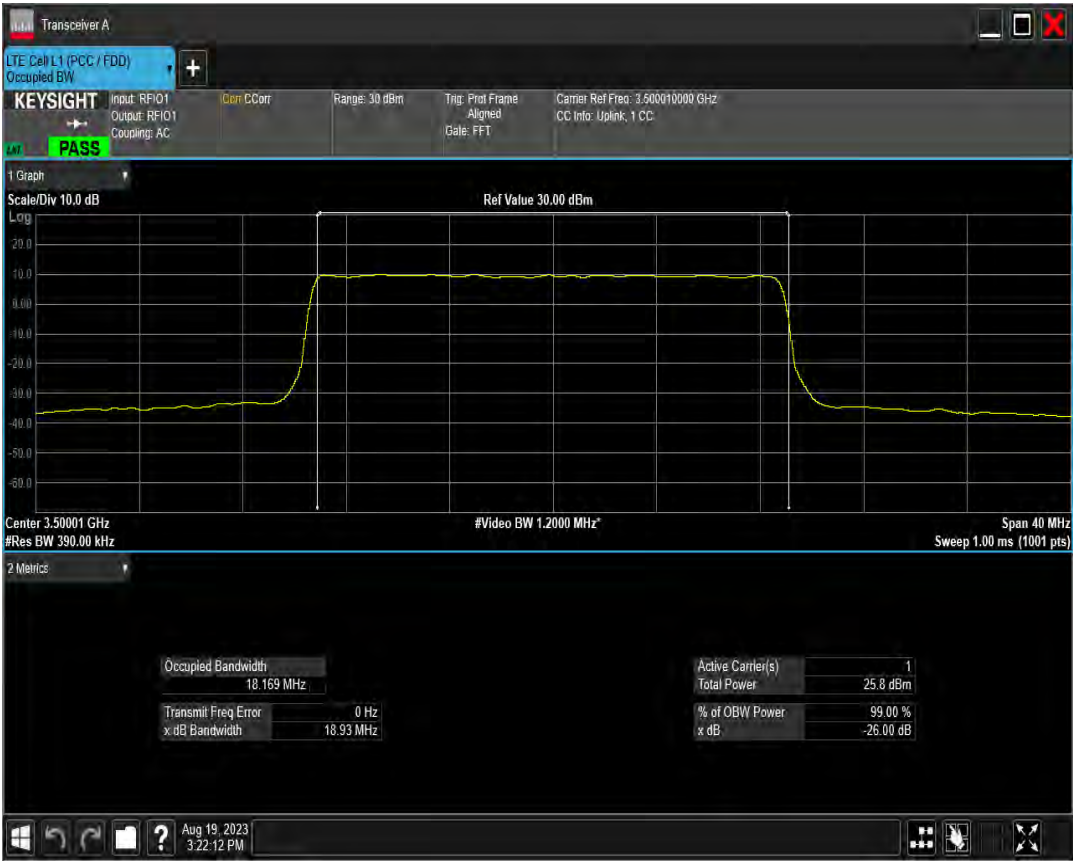 Transceiver A
LTE Cell L1 (PCC / FDD)
Occupied BW
+
KEYSIGHT
Input: RFIO1
Output: RFIO1
Coupling: AC
Corr CCorr
Range: 30 dBm
Trig: Prot Frame
Aligned
Gate: FFT
Carrier Ref Freq: 3.500010000 GHz
CC Info: Uplink, 1 CC
PASS
1 Graph
Scale/Div 10.0 dB
Ref Value 30.00 dBm
Log
20.0
10.0
0.00
-10.0
-20.0
-30.0
-40.0
-50.0
-60.0
Center 3.50001 GHz
#Video BW 1.2000 MHz*
Span 40 MHz
#Res BW 390.00 kHz
Sweep 1.00 ms (1001 pts)
2 Metrics
Occupied Bandwidth
18.169 MHz
Transmit Freq Error 0 Hz
x dB Bandwidth 18.93 MHz
Active Carrier(s) 1
Total Power 25.8 dBm
% of OBW Power 99.00 %
x dB -26.00 dB
?
Aug 19, 2023
3:22:12 PM